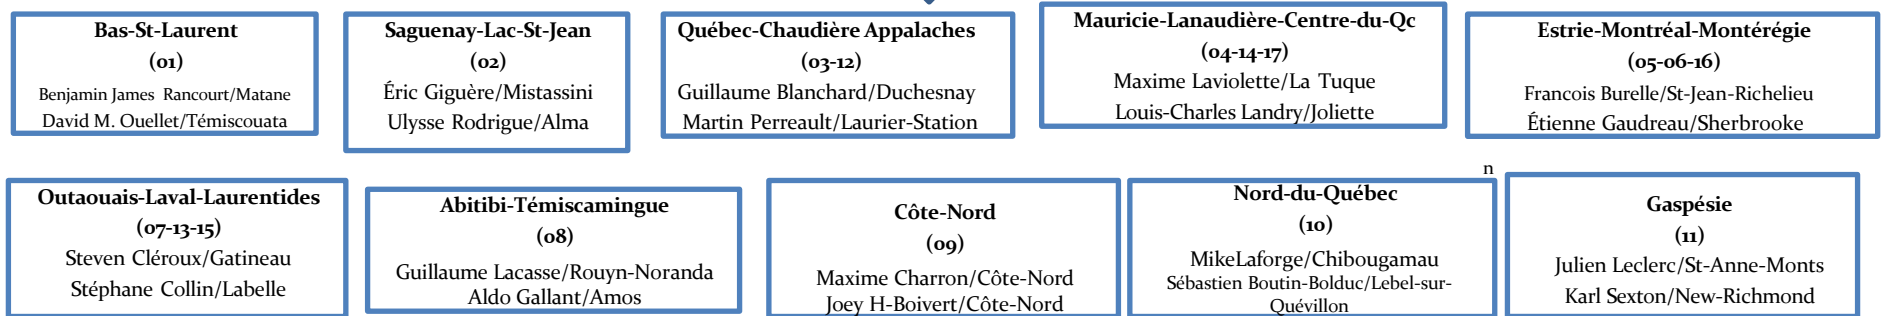 Bas-St-Laurent
(01)
Benjamin James Rancourt/Matane
David M. Ouellet/Témiscouata
Saguenay-Lac-St-Jean
(02)
Éric Giguère/Mistassini
Ulysse Rodrigue/Alma
Québec-Chaudière Appalaches
(03-12)
Guillaume Blanchard/Duchesnay
Martin Perreault/Laurier-Station
Mauricie-Lanaudière-Centre-du-Qc
(04-14-17)
Maxime Laviolette/La Tuque
Louis-Charles Landry/Joliette
Estrie-Montréal-Montérégie
(05-06-16)
Francois Burelle/St-Jean-Richelieu
Étienne Gaudreau/Sherbrooke
Outaouais-Laval-Laurentides
(07-13-15)
Steven Cléroux/Gatineau
Stéphane Collin/Labelle
Abitibi-Témiscamingue
(08)
Guillaume Lacasse/Rouyn-Noranda
Aldo Gallant/Amos
Côte-Nord
(09)
Maxime Charron/Côte-Nord
Joey H-Boivert/Côte-Nord
n
Nord-du-Québec
(10)
MikeLaforge/Chibougamau
Sébastien Boutin-Bolduc/Lebel-sur-
Quévillon
Gaspésie
(11)
Julien Leclerc/St-Anne-Monts
Karl Sexton/New-Richmond